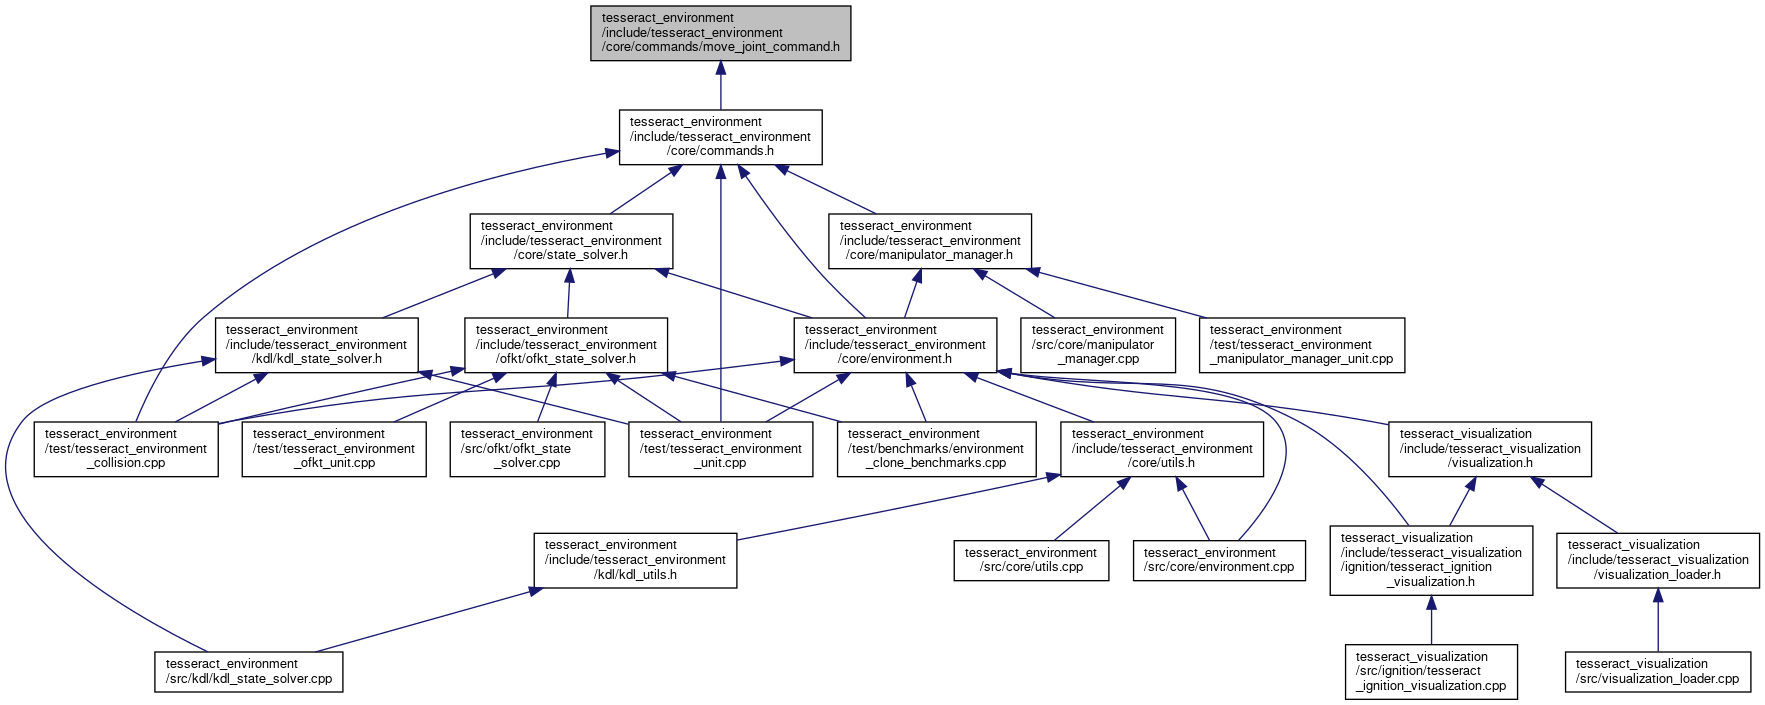 tesseract_environment
/include/tesseract_environment
/core/commands/move_joint_command.h
tesseract_environment
/include/tesseract_environment
/core/commands.h
tesseract_environment
/include/tesseract_environment
/core/state_solver.h
tesseract_environment
/include/tesseract_environment
/core/manipulator_manager.h
tesseract_environment
/include/tesseract_environment
/kdl/kdl_state_solver.h
tesseract_environment
/include/tesseract_environment
/ofkt/ofkt_state_solver.h
tesseract_environment
/include/tesseract_environment
/core/environment.h
tesseract_environment
/src/core/manipulator
_manager.cpp
tesseract_environment
/test/tesseract_environment
_manipulator_manager_unit.cpp
tesseract_environment
/test/tesseract_environment
_collision.cpp
tesseract_environment
/test/tesseract_environment
_ofkt_unit.cpp
tesseract_environment
/src/ofkt/ofkt_state
_solver.cpp
tesseract_environment
/test/tesseract_environment
_unit.cpp
tesseract_environment
/test/benchmarks/environment
_clone_benchmarks.cpp
tesseract_environment
/include/tesseract_environment
/core/utils.h
tesseract_visualization
/include/tesseract_visualization
/visualization.h
tesseract_environment
/include/tesseract_environment
/kdl/kdl_utils.h
tesseract_environment
/src/core/utils.cpp
tesseract_environment
/src/core/environment.cpp
tesseract_visualization
/include/tesseract_visualization
/ignition/tesseract_ignition
_visualization.h
tesseract_visualization
/include/tesseract_visualization
/visualization_loader.h
tesseract_environment
/src/kdl/kdl_state_solver.cpp
tesseract_visualization
/src/ignition/tesseract
_ignition_visualization.cpp
tesseract_visualization
/src/visualization_loader.cpp